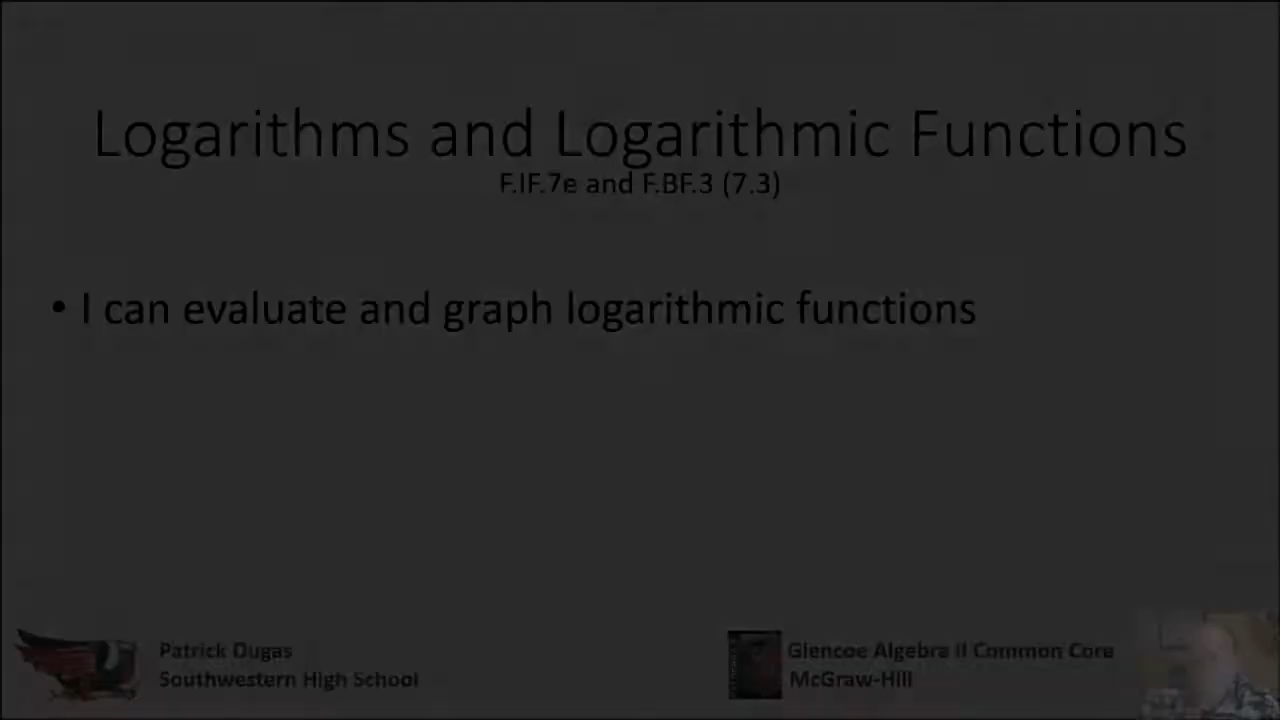 Logarithms and Logarithmic Functions
F.IF.7e and F.BF.3 (7.3)
• I can evaluate and graph logarithmic functions
Patrick Dugas
Southwestern High School
Glencoe Algebra II Common Core
McGraw-Hill